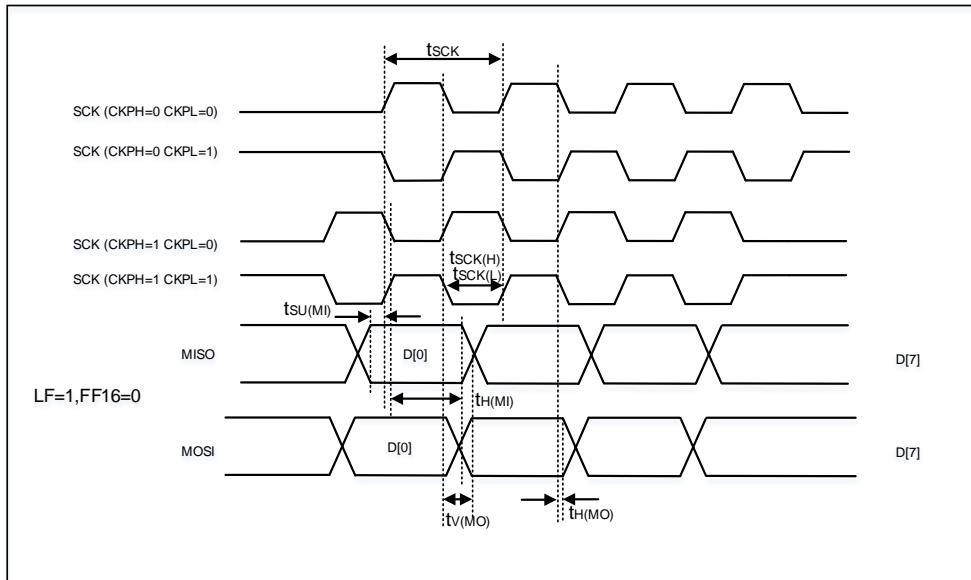 tSCK
SCK (CKPH=0 CKPL=0)
SCK (CKPH=0 CKPL=1)
SCK (CKPH=1 CKPL=0)
tSCK(H)
tSCK(L)
SCK (CKPH=1 CKPL=1)
tSU(MI)
MISO
D[0]
D[7]
LF=1,FF16=0
tH(MI)
MOSI
D[0]
D[7]
tV(MO)
tH(MO)